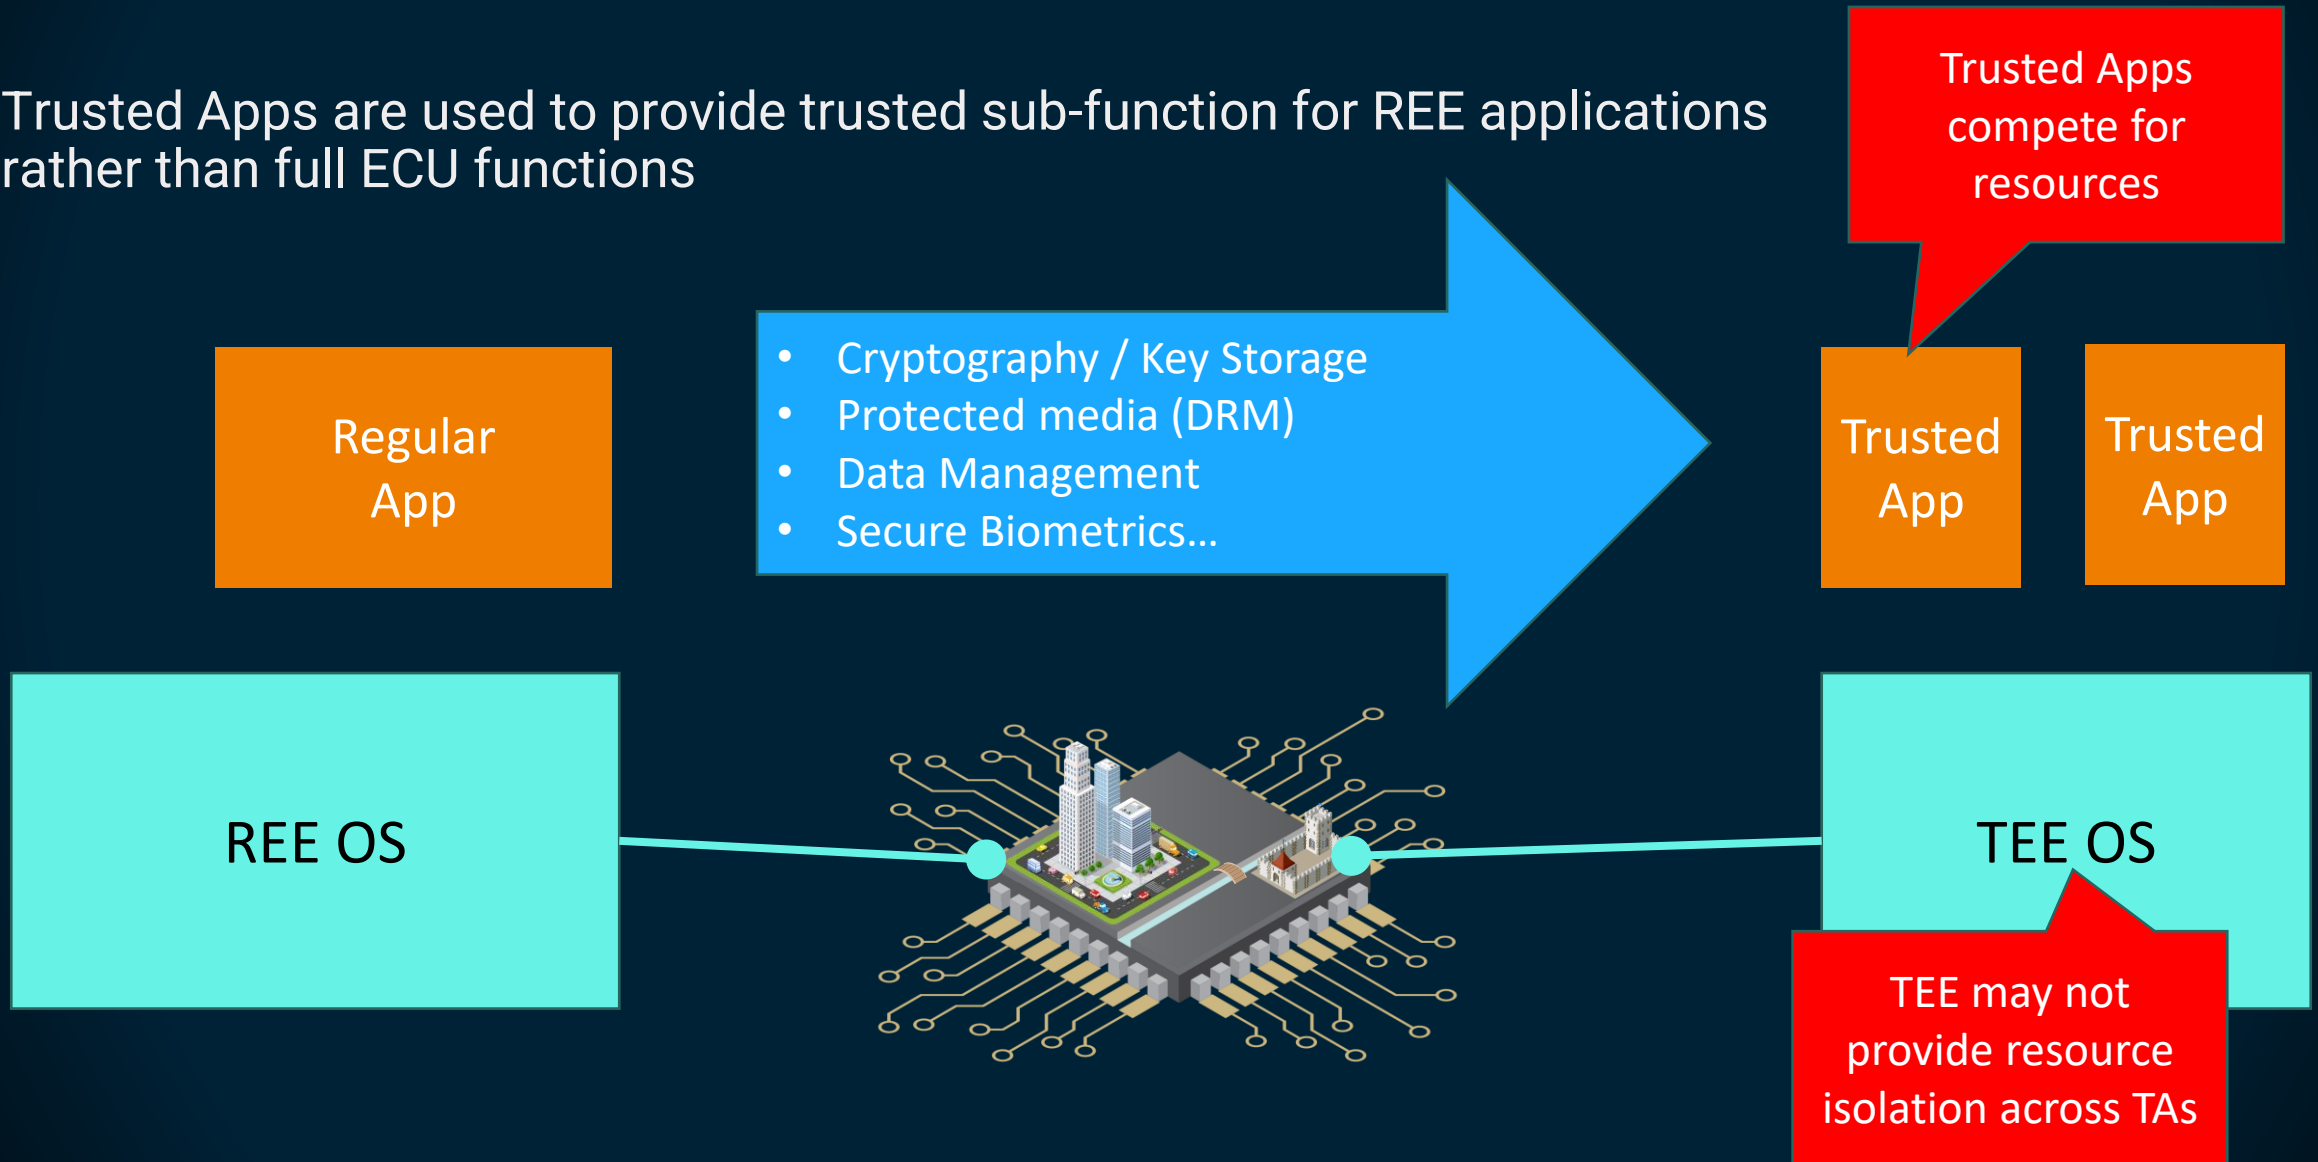 Trusted Apps are used to provide trusted sub-function for REE applications
rather than full ECU functions
Trusted Apps
compete for
resources
Regular
App
• Cryptography / Key Storage
• Protected media (DRM)
• Data Management
• Secure Biometrics…
Trusted
App
Trusted
App
REE OS
TEE OS
TEE may not
provide resource
isolation across TAs